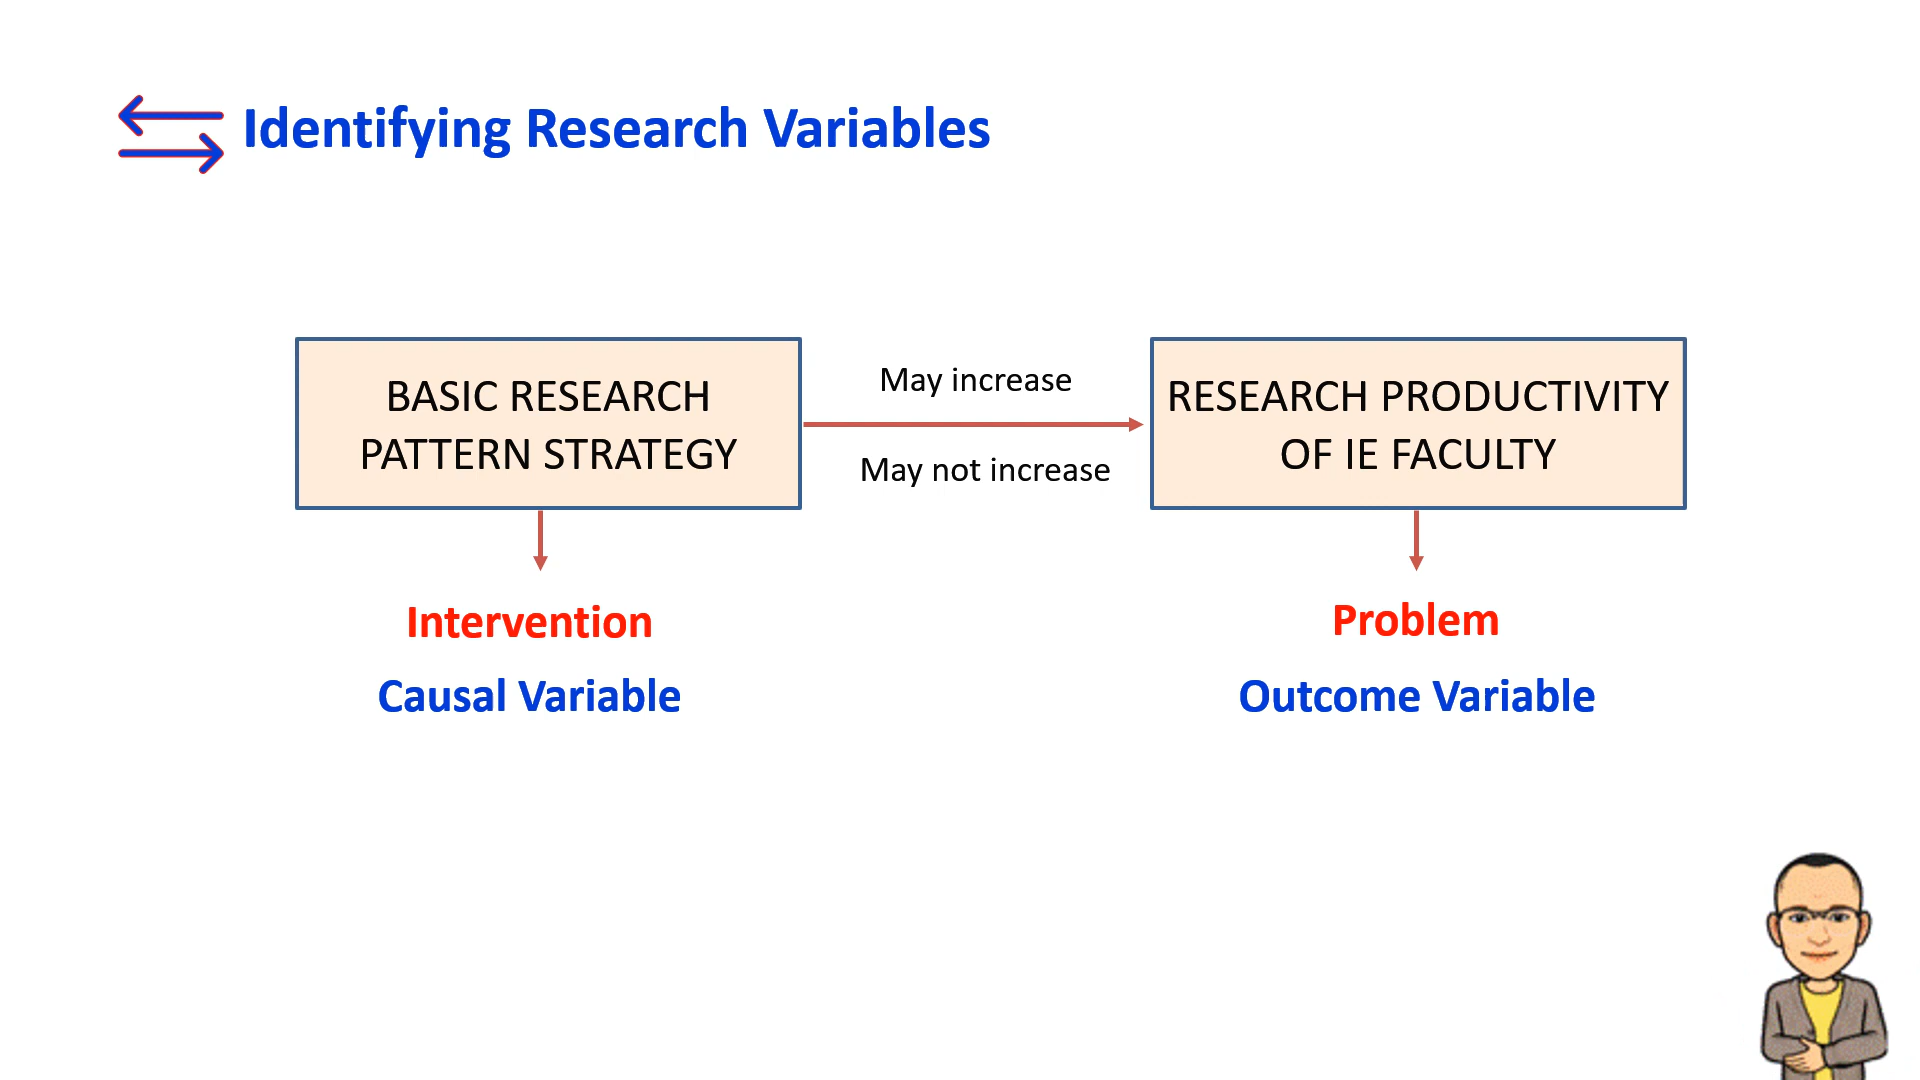 Identifying Research Variables
BASIC RESEARCH
PATTERN STRATEGY
May increase
May not increase
RESEARCH PRODUCTIVITY
OF IE FACULTY
Intervention
Causal Variable
Problem
Outcome Variable